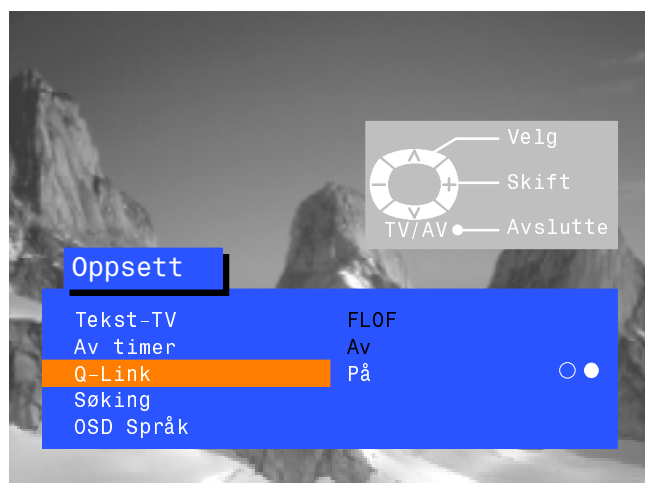 Velg
Skift
TV/AV Avslutte
Oppsett
Tekst-TV FLOF
Av timer Av
Q-Link På
Søking
OSD Språk